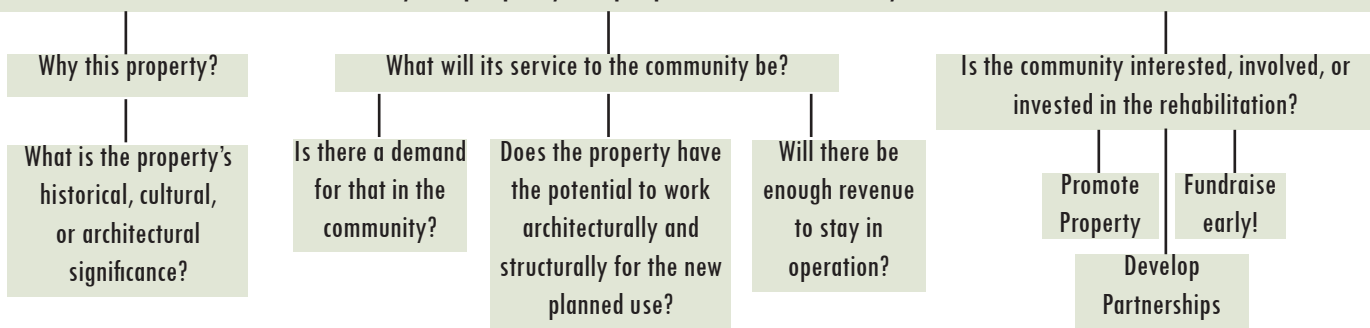 Why this property?
What is the property's
historical, cultural,
or architectural
significance?
What will its service to the community be?
Is there a demand
for that in the
community?
Does the property have
the potential to work
architecturally and
structurally for the new
planned use?
Will there be
enough revenue
to stay in
operation?
Is the community interested, involved, or
invested in the rehabilitation?
Promote
Property
Fundraise
early!
Develop
Partnerships